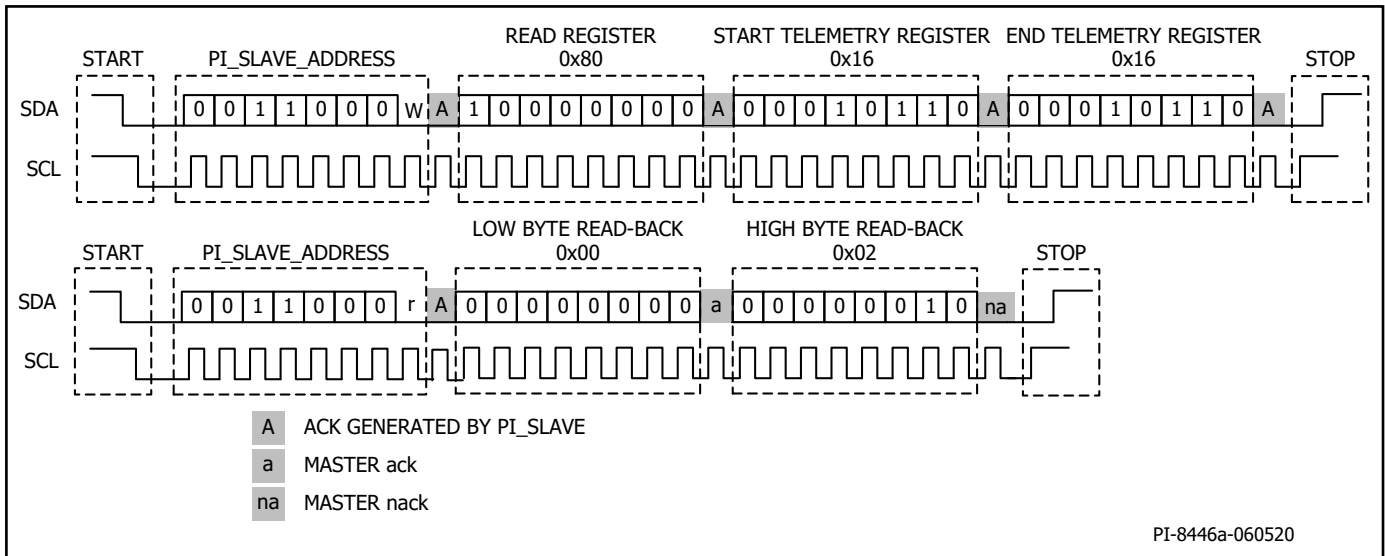 READ REGISTER START TELEMETRY REGISTER END TELEMETRY REGISTER
START PI_SLAVE_ADDRESS 0x80 0x16 0x16 STOP
SDA 0 0 1 1 0 0 0 W A 1 0 0 0 0 0 0 0 A 0 0 0 1 0 1 1 0 A 0 0 0 1 0 1 1 0 A
SCL
LOW BYTE READ-BACK HIGH BYTE READ-BACK
START PI_SLAVE_ADDRESS 0x00 0x02 STOP
SDA 0 0 1 1 0 0 0 r A 0 0 0 0 0 0 0 0 a 0 0 0 0 0 0 1 0 na
SCL
A ACK GENERATED BY PI_SLAVE
a MASTER ack
na MASTER nack
PI-8446a-060520